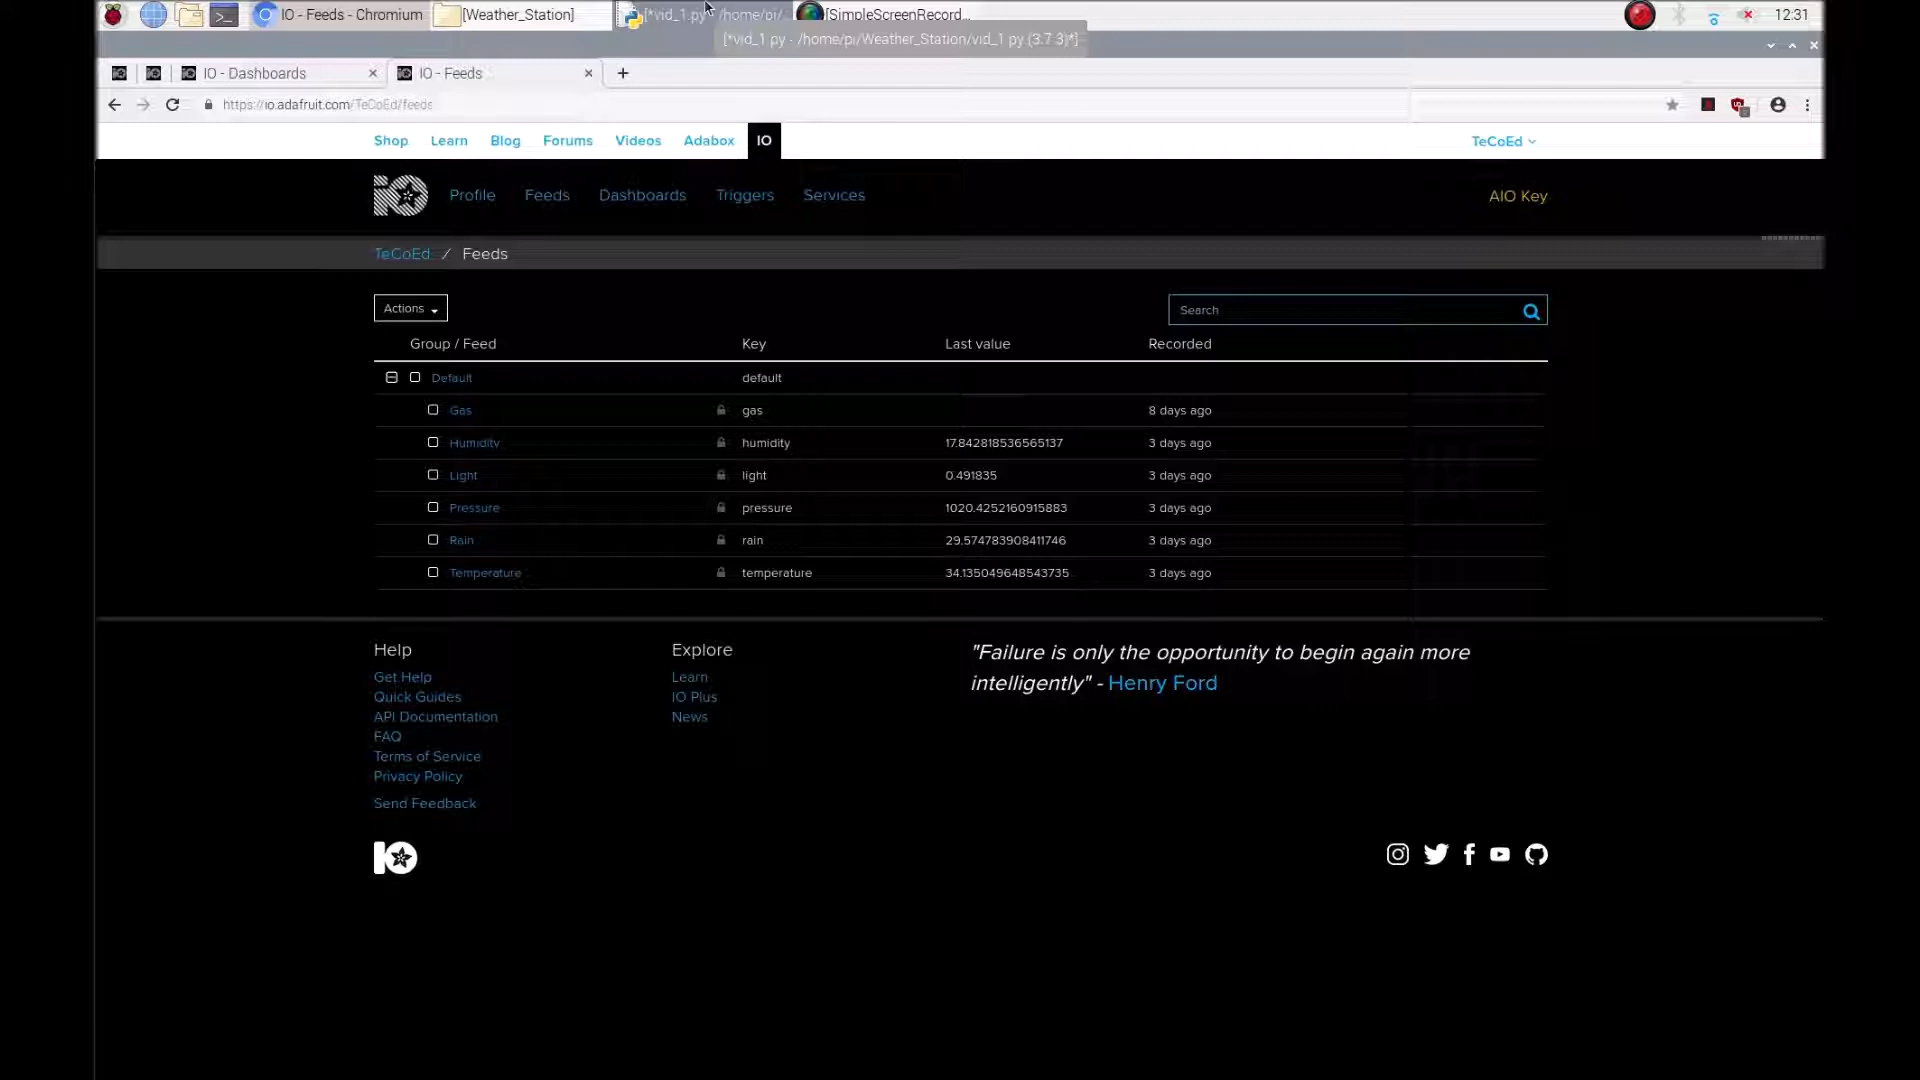 IO - Feeds - Chromium [Weather_Station] [*vid_1.py - /home/pi/... [SimpleScreenRecord... 12:31
[*vid_1.py - /home/pi/Weather_Station/vid_1.py (3.7.3)*]
IO - Dashboards IO - Feeds
https://io.adafruit.com/TeCoEd/feeds
Shop Learn Blog Forums Videos Adabox IO TeCoEd
Profile Feeds Dashboards Triggers Services AIO Key
TeCoEd / Feeds
Actions Search
Group / Feed Key Last value Recorded
Default default
Gas gas 8 days ago
Humidity humidity 17.842818536565137 3 days ago
Light light 0.491835 3 days ago
Pressure pressure 1020.4252160915883 3 days ago
Rain rain 29.574783908411746 3 days ago
Temperature temperature 34.135049648543735 3 days ago
Help Explore
"Failure is only the opportunity to begin again more
intelligently" - Henry Ford
Get Help Learn
Quick Guides IO Plus
API Documentation News
FAQ
Terms of Service
Privacy Policy
Send Feedback